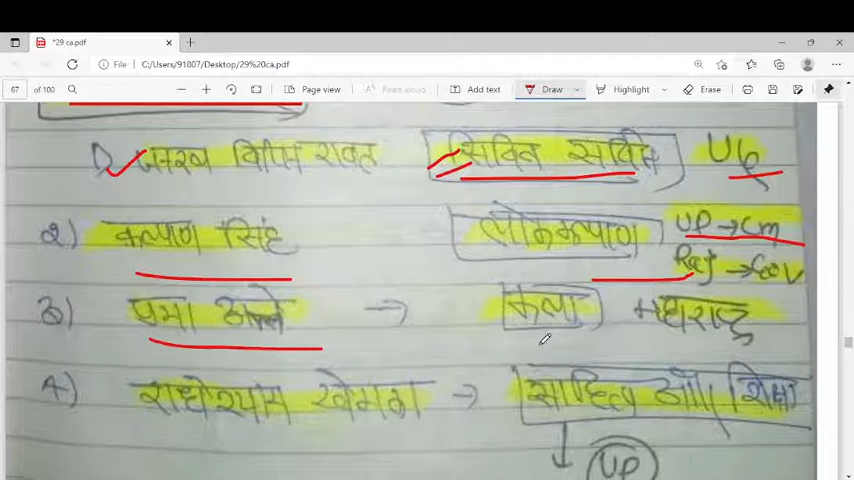 *29 ca.pdf
File C:/Users/91807/Desktop/29%20ca.pdf
67 of 100 Page view Read aloud Add text Draw Highlight Erase
जनरल विपिन रावत सिविल सर्विस UP
2) कल्याण सिंह लोककल्याण UP → CM
Raj → Gov
3) प्रभा अत्रे → कला महाराष्ट्र
4) राधेश्याम खेमका → साहित्य और शिक्षा
UP